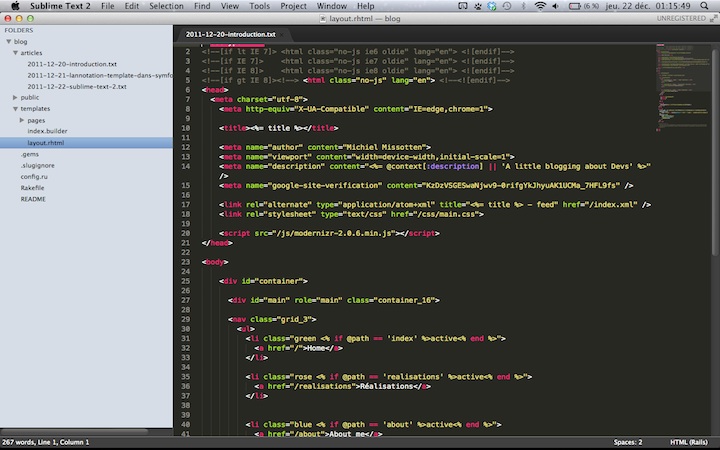 Sublime Text 2 File Edit Selection Find View Tools Project Window Help (6 %) jeu. 22 déc. 01:15:49
layout.rhtml — blog UNREGISTERED
FOLDERS
blog
articles
2011-12-20-introduction.txt
2011-12-21-lannotation-template-dans-symfo
2011-12-22-sublime-text-2.txt
public
templates
pages
index.builder
layout.rhtml
.gems
.slugignore
config.ru
Rakefile
README
2011-12-20-introduction.txt
2 <!--[if lt IE 7]> <html class="no-js ie6 oldie" lang="en"> <![endif]-->
3 <!--[if IE 7]> <html class="no-js ie7 oldie" lang="en"> <![endif]-->
4 <!--[if IE 8]> <html class="no-js ie8 oldie" lang="en"> <![endif]-->
5 <!--[if gt IE 8]><!--> <html class="no-js" lang="en"> <!--<![endif]-->
6 <head>
7 <meta charset="utf-8">
8 <meta http-equiv="X-UA-Compatible" content="IE=edge,chrome=1">
9
10 <title><%= title %></title>
11
12 <meta name="author" content="Michiel Missotten">
13 <meta name="viewport" content="width=device-width,initial-scale=1">
14 <meta name="description" content="<%= @context[:description] || 'A little blogging about Devs' %>"
/>
15 <meta name="google-site-verification" content="KzDzVSGESwaNjwv9-0rifgYkJhyuAK1UCMa_7HFL9fs" />
16
17 <link rel="alternate" type="application/atom+xml" title="<%= title %> - feed" href="/index.xml" />
18 <link rel="stylesheet" type="text/css" href="/css/main.css">
19
20 <script src="/js/modernizr-2.0.6.min.js"></script>
21 </head>
22
23 <body>
24
25 <div id="container">
26
27 <div id="main" role="main" class="container_16">
28
29 <nav class="grid_3">
30 <ul>
31 <li class="green <% if @path == 'index' %>active<% end %>">
32 <a href="/">Home</a>
33 </li>
34
35 <li class="rose <% if @path == 'realisations' %>active<% end %>">
36 <a href="/realisations">Réalisations</a>
37 </li>
38
39
40 <li class="blue <% if @path == 'about' %>active<% end %>">
41 <a href="/about">About me</a>
267 words, Line 1, Column 1 Spaces: 2 HTML (Rails)